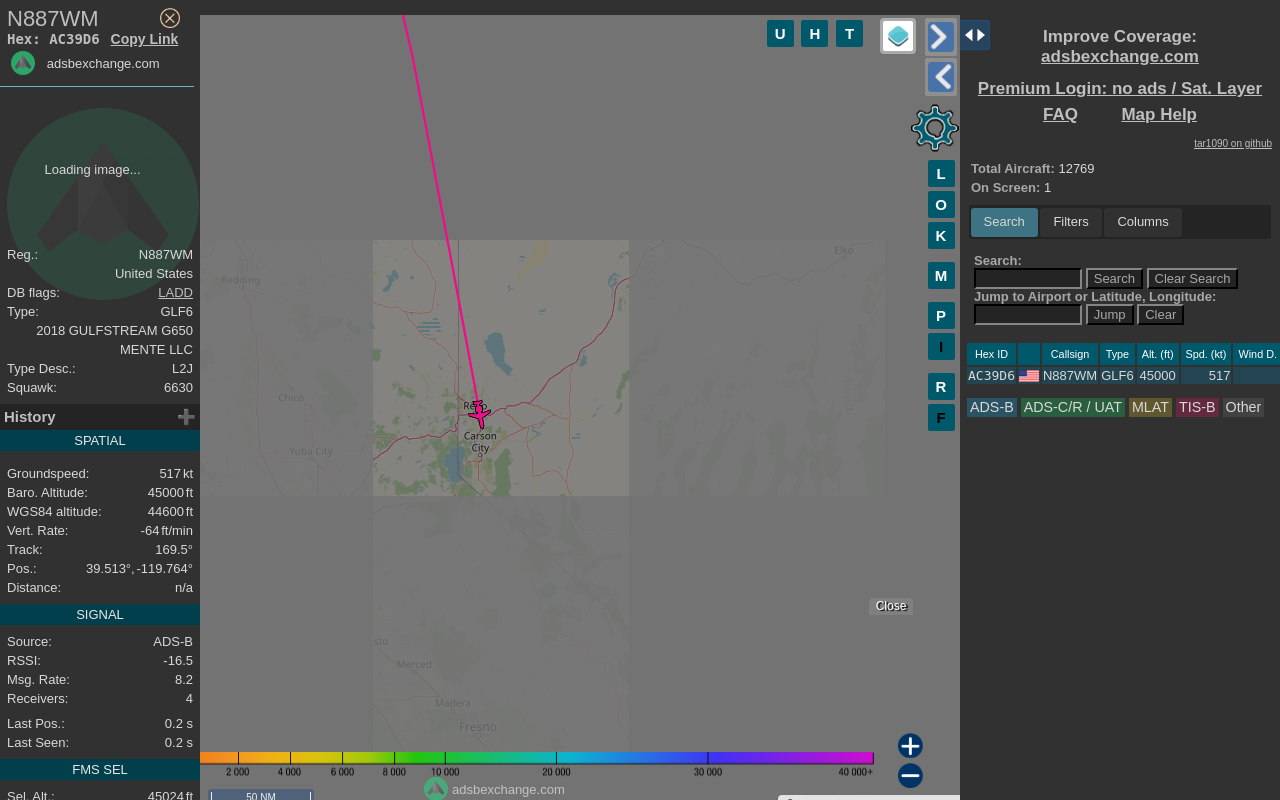 N887WM
Hex: AC39D6 Copy Link
adsbexchange.com
Loading image...
Reg.: N887WM
United States
DB flags: LADD
Type: GLF6
2018 GULFSTREAM G650
MENTE LLC
Type Desc.: L2J
Squawk: 6630
History
SPATIAL
Groundspeed: 517 kt
Baro. Altitude: 45000 ft
WGS84 altitude: 44600 ft
Vert. Rate: -64 ft/min
Track: 169.5°
Pos.: 39.513°, -119.764°
Distance: n/a
SIGNAL
Source: ADS-B
RSSI: -16.5
Msg. Rate: 8.2
Receivers: 4
Last Pos.: 0.2 s
Last Seen: 0.2 s
FMS SEL
Sel. Alt.: 45024 ft
U H T
L
O
K
M
P
I
R
F
Elko
Redding
Chico
Yuba City
Carson
City
sto
Merced
Madera
Fresno
Close
2 000 4 000 6 000 8 000 10 000 20 000 30 000 40 000+
adsbexchange.com
50 NM
Improve Coverage:
adsbexchange.com
Premium Login: no ads / Sat. Layer
FAQ Map Help
tar1090 on github
Total Aircraft: 12769
On Screen: 1
Search Filters Columns
Search:
Search Clear Search
Jump to Airport or Latitude, Longitude:
Jump Clear
Hex ID Callsign Type Alt. (ft) Spd. (kt) Wind D.
AC39D6 N887WM GLF6 45000 517
ADS-B ADS-C/R / UAT MLAT TIS-B Other